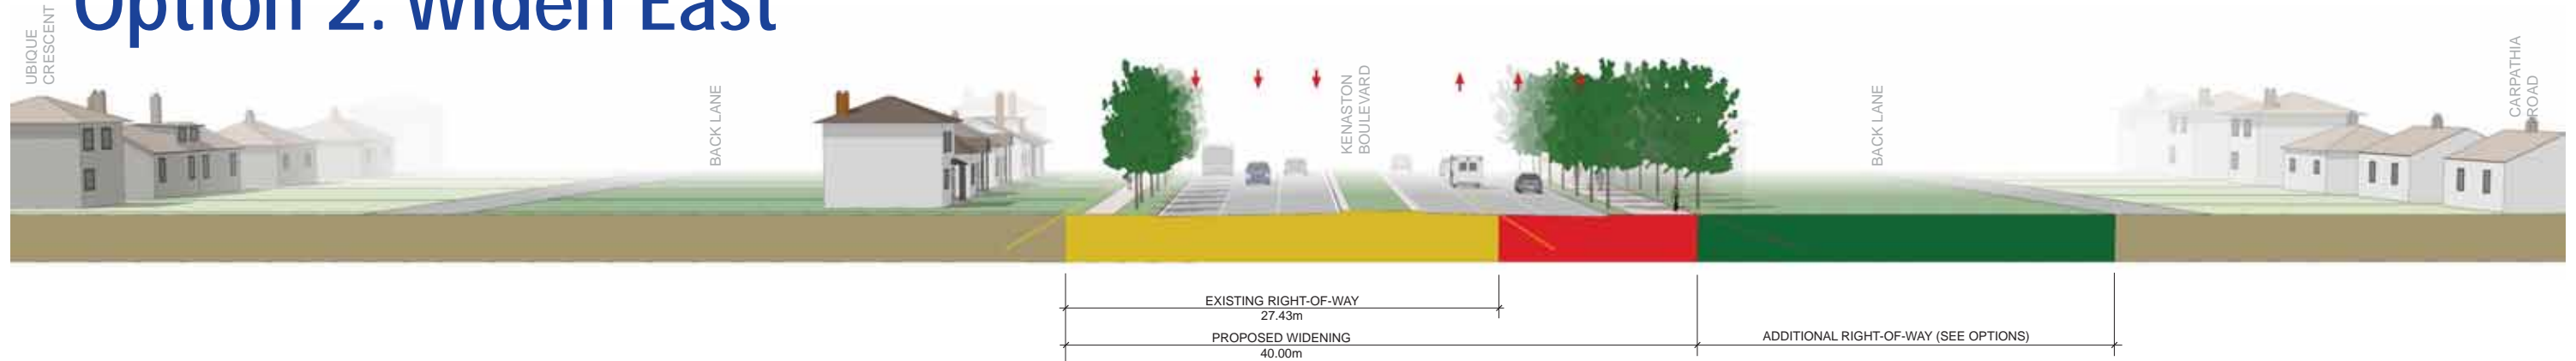 Option 2: Widen East
UBIQUE
CRESCENT
BACK LANE
KENASTON
BOULEVARD
BACK LANE
CARPATHIA
ROAD
EXISTING RIGHT-OF-WAY
27.43m
PROPOSED WIDENING
40.00m
ADDITIONAL RIGHT-OF-WAY (SEE OPTIONS)